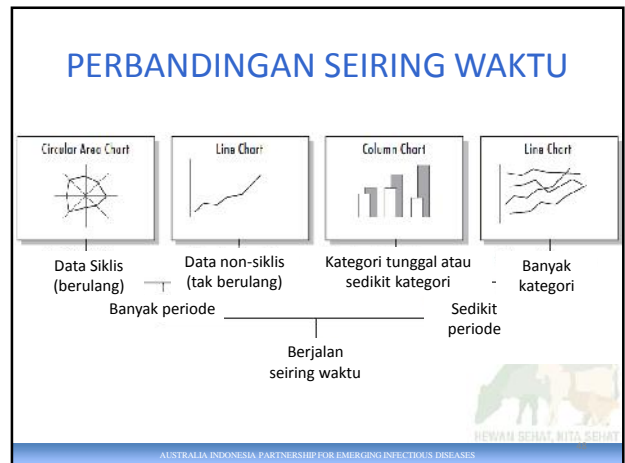 PERBANDINGAN SEIRING WAKTU
Circular Area Chart
Line Chart
Column Chart
Line Chart
Data Siklis
(berulang)
Data non-siklis
(tak berulang)
Kategori tunggal atau
sedikit kategori
Banyak
kategori
Banyak periode
Sedikit
periode
Berjalan
seiring waktu
HEWAN SEHAT, KITA SEHAT
AUSTRALIA INDONESIA PARTNERSHIP FOR EMERGING INFECTIOUS DISEASES